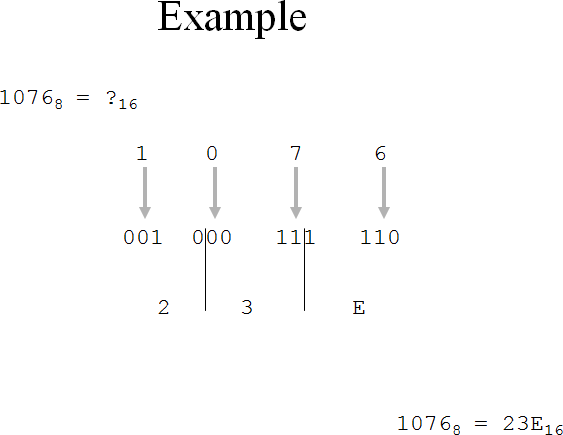 Example
1076₈ = ?₁₆
1 0 7 6
001 000 111 110
2 3 E
1076₈ = 23E₁₆